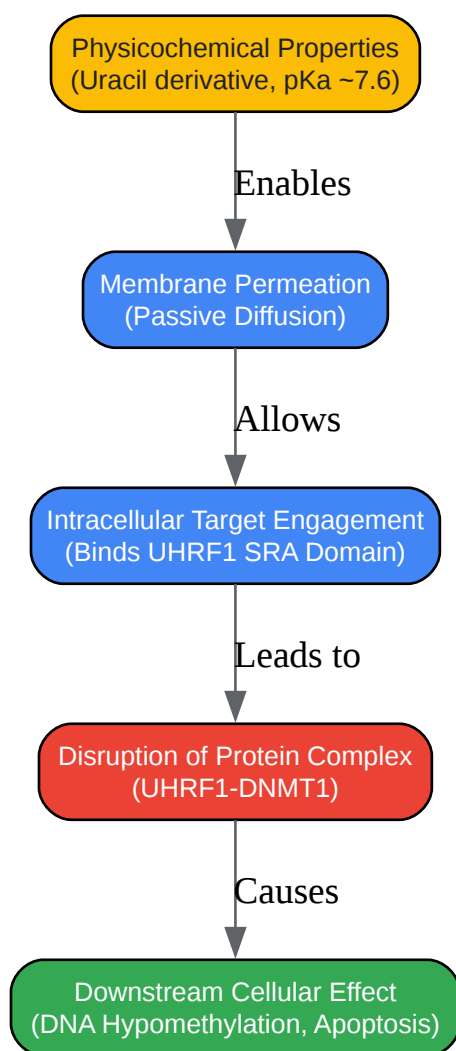 Physicochemical Properties
(Uracil derivative, pKa ~7.6)
Enables
Membrane Permeation
(Passive Diffusion)
Allows
Intracellular Target Engagement
(Binds UHRF1 SRA Domain)
Leads to
Disruption of Protein Complex
(UHRF1-DNMT1)
Causes
Downstream Cellular Effect
(DNA Hypomethylation, Apoptosis)